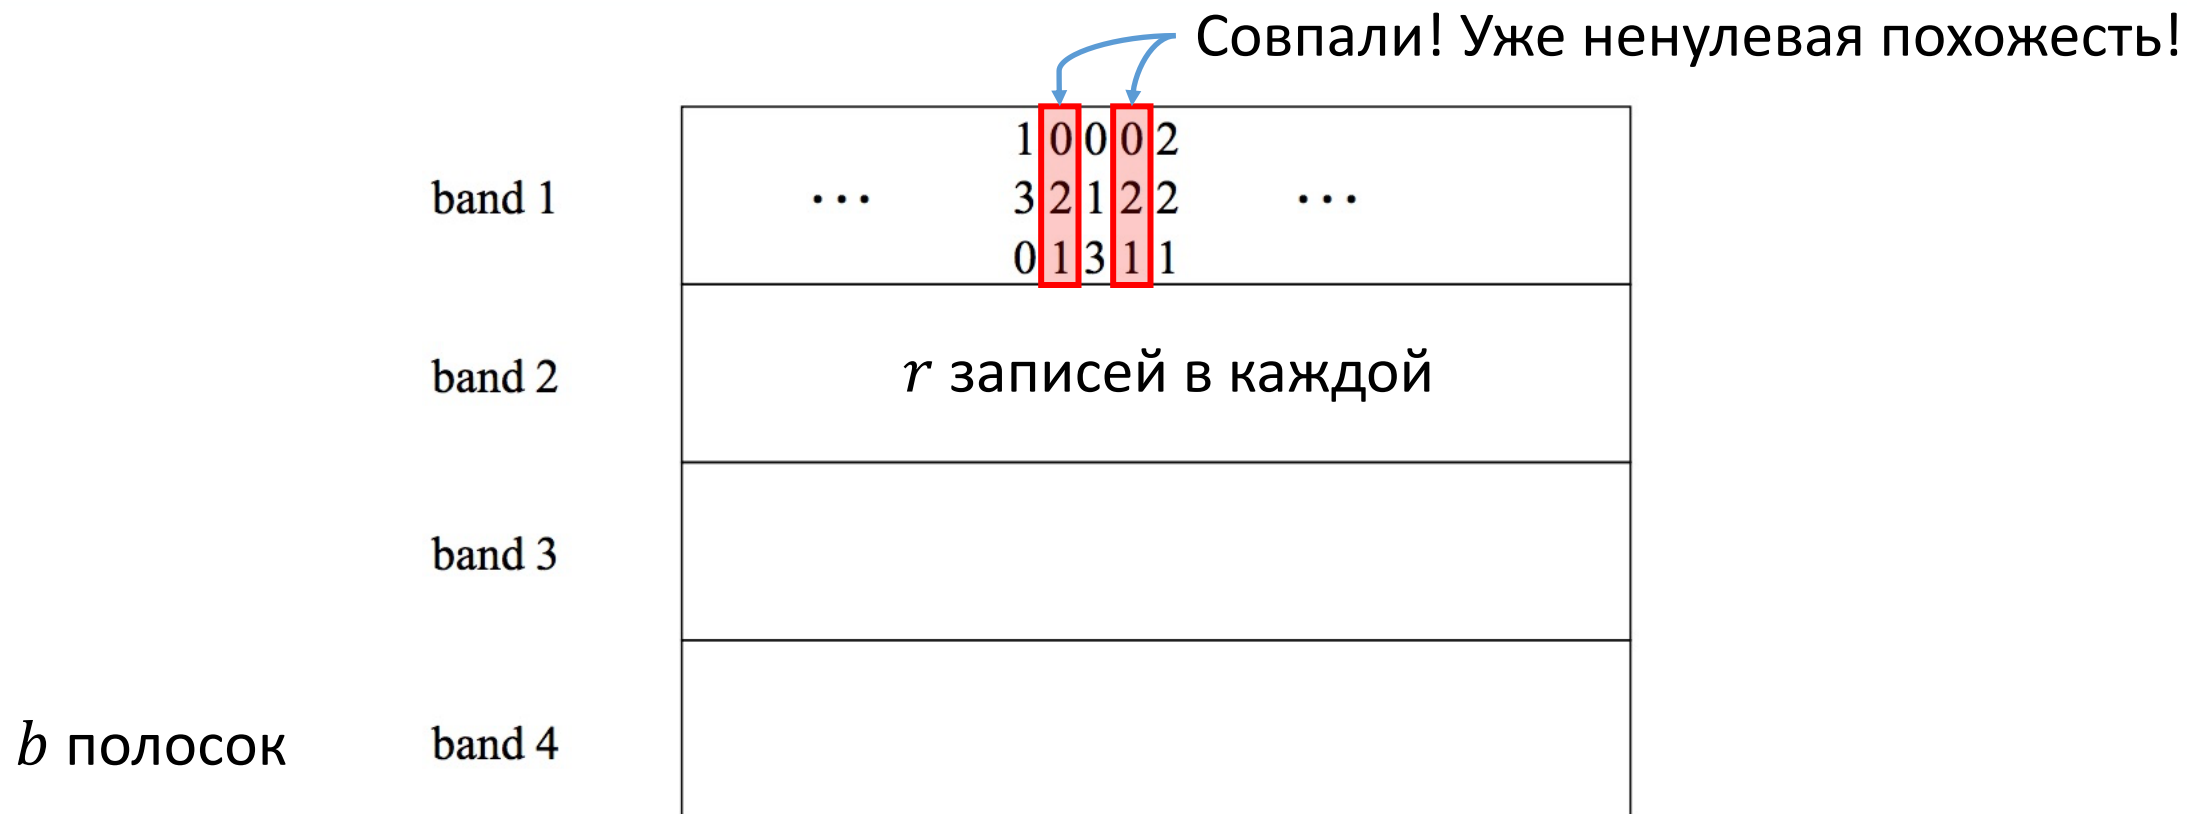 Совпали! Уже ненулевая похожесть!
1 0 0 0 2
band 1 ... 3 2 1 2 2 ...
0 1 3 1 1
band 2 r записей в каждой
band 3
b полосок band 4